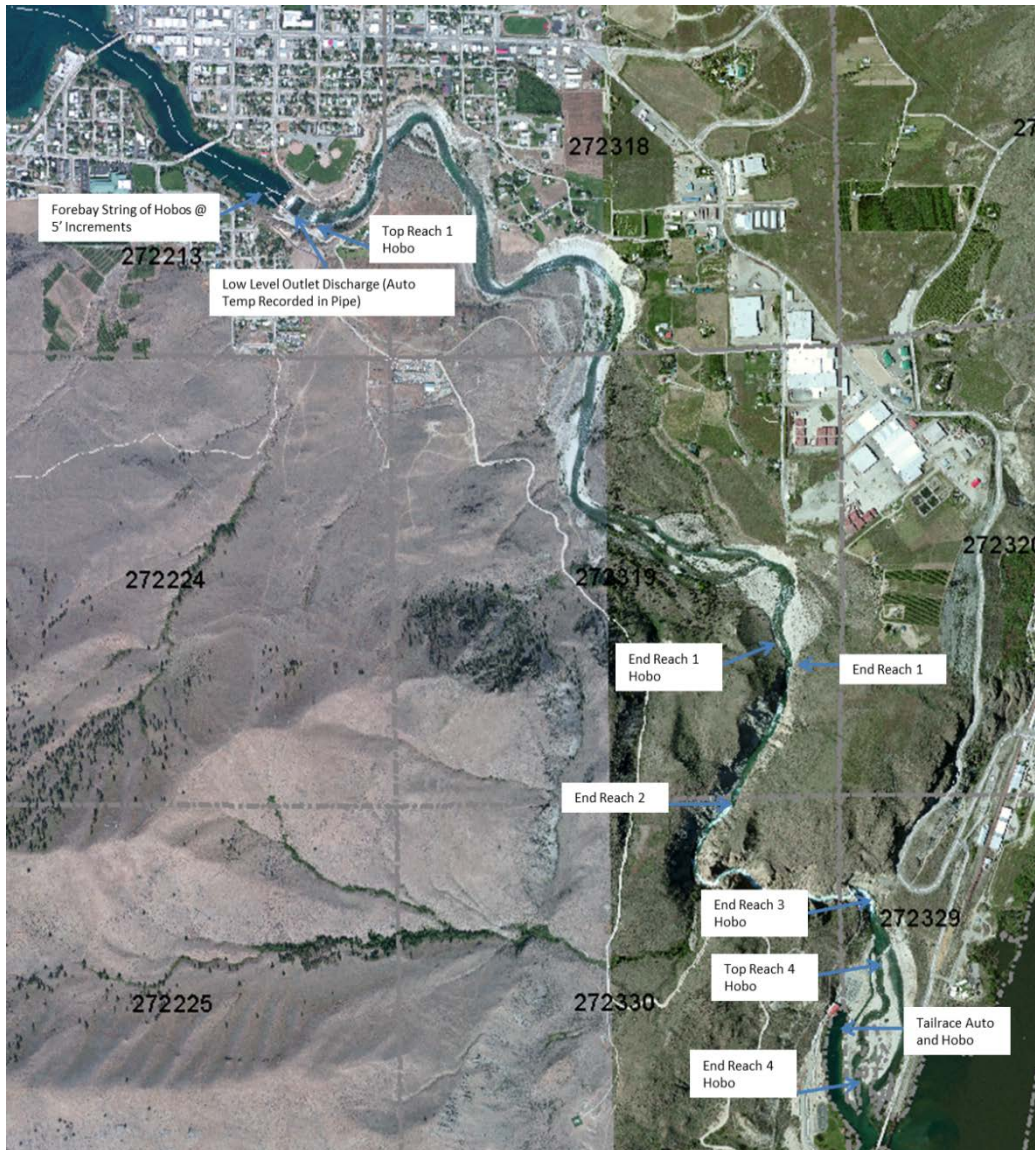 27
272318
Forebay String of Hobos @
5’ Increments
272213
Top Reach 1
Hobo
Low Level Outlet Discharge (Auto
Temp Recorded in Pipe)
272224
272319
272320
End Reach 1
Hobo
End Reach 1
End Reach 2
End Reach 3
Hobo
272329
Top Reach 4
Hobo
272225
272330
Tailrace Auto
and Hobo
End Reach 4
Hobo